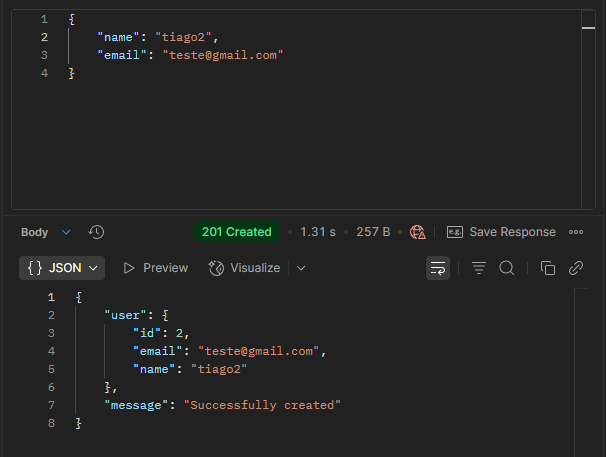 1 {
2 "name": "tiago2",
3 "email": "teste@gmail.com"
4 }
Body 201 Created • 1.31 s • 257 B • e.g. Save Response
{} JSON Preview Visualize
1 {
2 "user": {
3 "id": 2,
4 "email": "teste@gmail.com",
5 "name": "tiago2"
6 },
7 "message": "Successfully created"
8 }